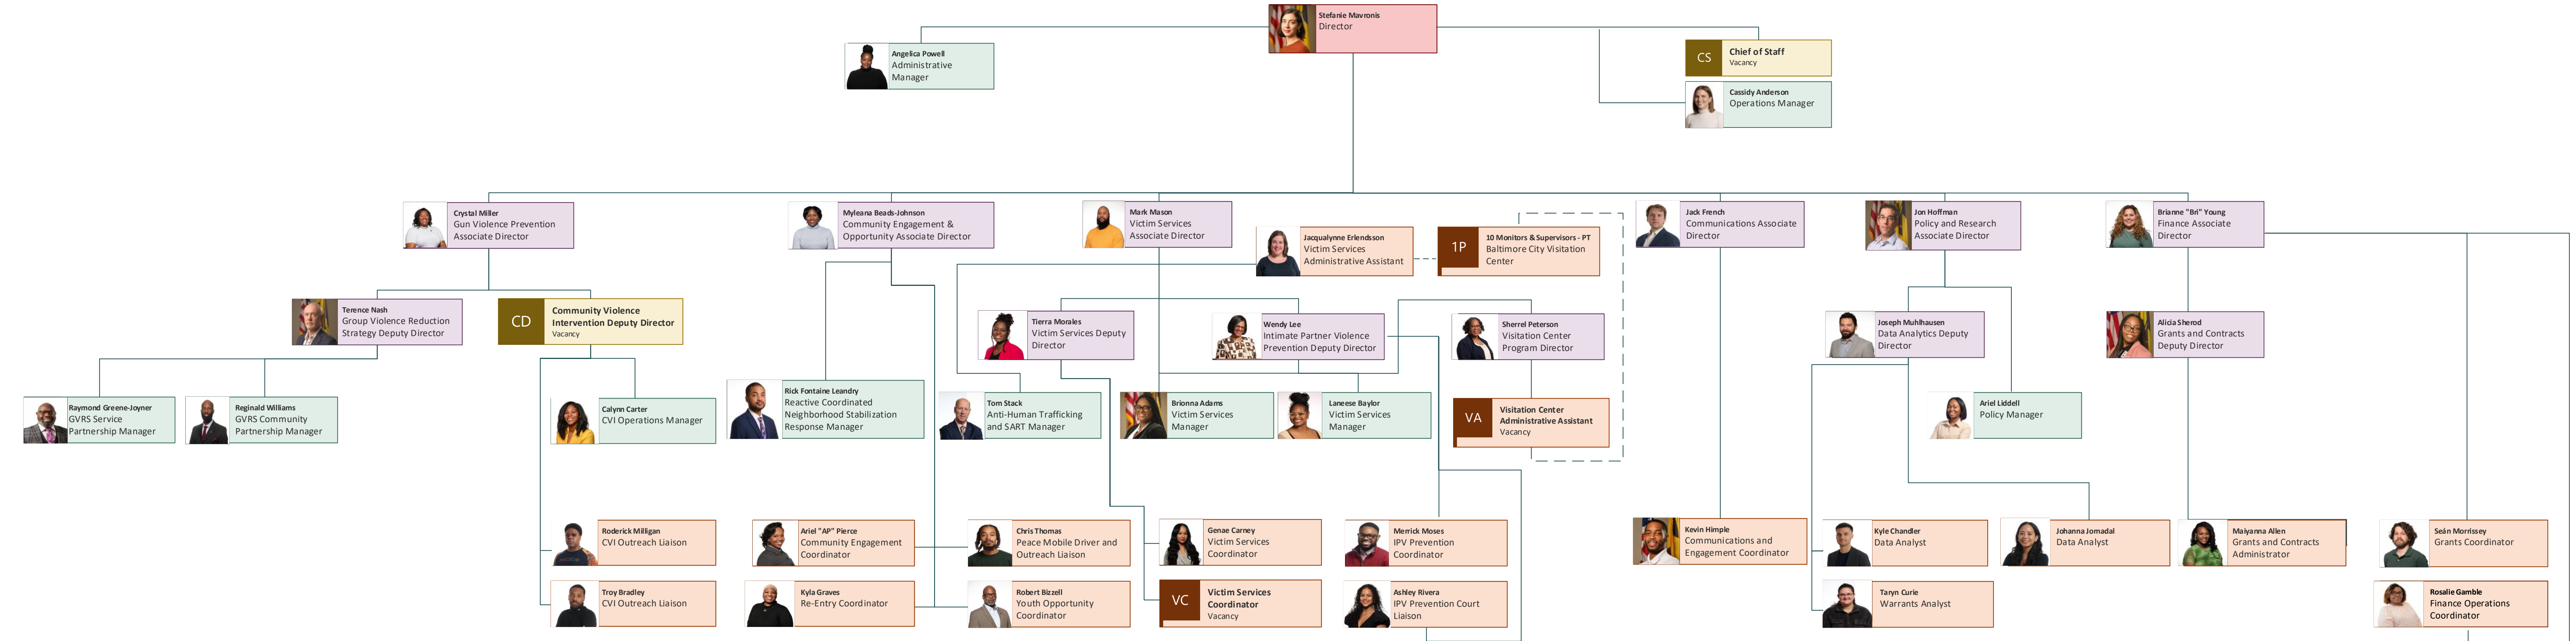 Stefanie Mavronis
Director
Angelica Powell
Administrative
Manager
CS
Chief of Staff
Vacancy
Cassidy Anderson
Operations Manager
Crystal Miller
Gun Violence Prevention
Associate Director
Myleana Beads-Johnson
Community Engagement &
Opportunity Associate Director
Mark Mason
Victim Services
Associate Director
Jacqualynne Erlendsson
Victim Services
Administrative Assistant
1P
10 Monitors & Supervisors - PT
Baltimore City Visitation
Center
Jack French
Communications Associate
Director
Jon Hoffman
Policy and Research
Associate Director
Brianne "Bri" Young
Finance Associate
Director
Terence Nash
Group Violence Reduction
Strategy Deputy Director
CD
Community Violence
Intervention Deputy Director
Vacancy
Tierra Morales
Victim Services Deputy
Director
Wendy Lee
Intimate Partner Violence
Prevention Deputy Director
Sherrel Peterson
Visitation Center
Program Director
Joseph Muhlhausen
Data Analytics Deputy
Director
Alicia Sherod
Grants and Contracts
Deputy Director
Raymond Greene-Joyner
GVRS Service
Partnership Manager
Reginald Williams
GVRS Community
Partnership Manager
Calynn Carter
CVI Operations Manager
Rick Fontaine Leandry
Reactive Coordinated
Neighborhood Stabilization
Response Manager
Tom Stack
Anti-Human Trafficking
and SART Manager
Brionna Adams
Victim Services
Manager
Laneese Baylor
Victim Services
Manager
VA
Visitation Center
Administrative Assistant
Vacancy
Ariel Liddell
Policy Manager
Roderick Milligan
CVI Outreach Liaison
Ariel "AP" Pierce
Community Engagement
Coordinator
Chris Thomas
Peace Mobile Driver and
Outreach Liaison
Genae Carney
Victim Services
Coordinator
Merrick Moses
IPV Prevention
Coordinator
Kevin Himple
Communications and
Engagement Coordinator
Kyle Chandler
Data Analyst
Johanna Jomadal
Data Analyst
Maiyanna Allen
Grants and Contracts
Administrator
Seán Morrissey
Grants Coordinator
Troy Bradley
CVI Outreach Liaison
Kyla Graves
Re-Entry Coordinator
Robert Bizzell
Youth Opportunity
Coordinator
VC
Victim Services
Coordinator
Vacancy
Ashley Rivera
IPV Prevention Court
Liaison
Taryn Curie
Warrants Analyst
Rosalie Gamble
Finance Operations
Coordinator